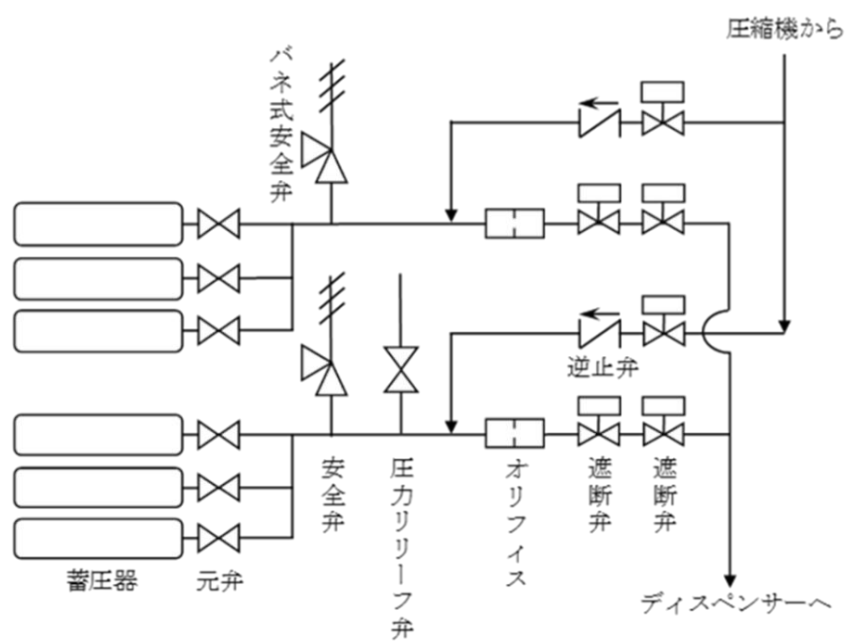 圧縮機から
バネ式安全弁
逆止弁
安全弁
圧力リリーフ弁
オリフィス
遮断弁
遮断弁
蓄圧器
元弁
ディスペンサーへ